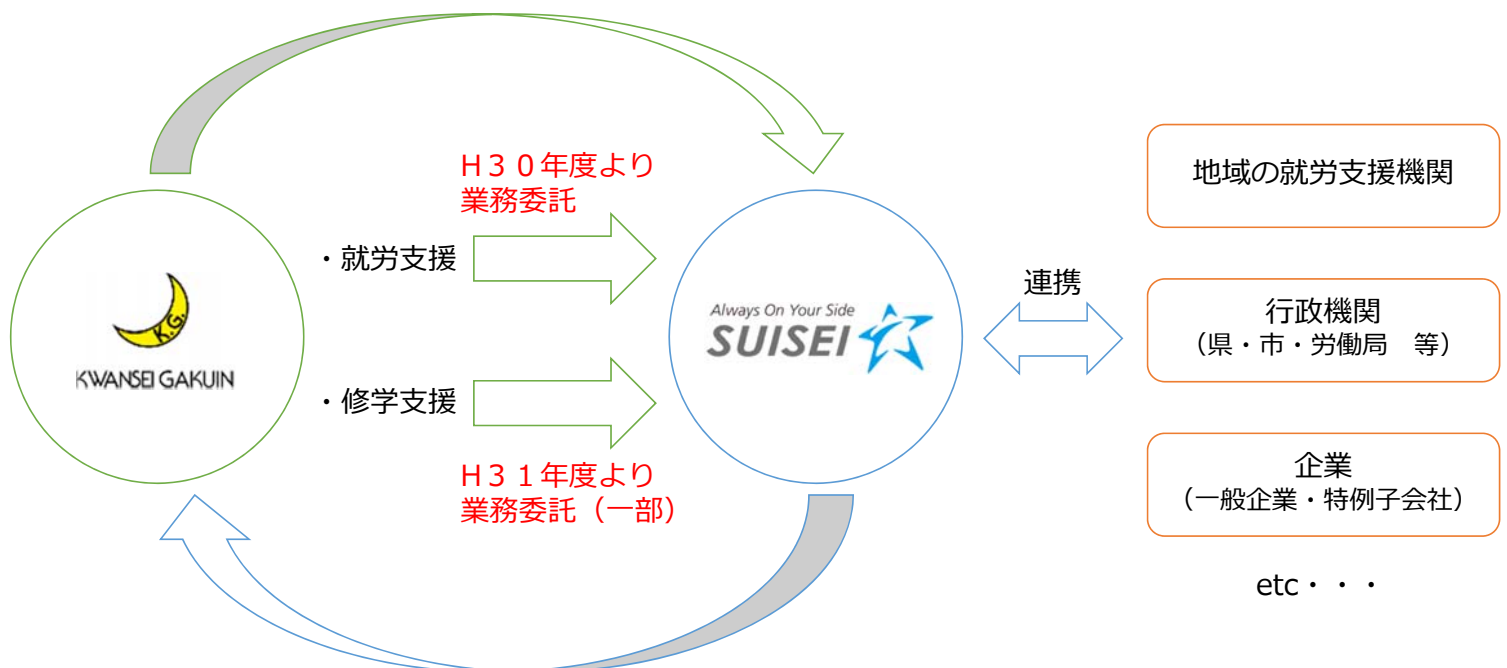 H30年度より
業務委託
・就労支援
K.G.
KWANSEI GAKUIN
・修学支援
H31年度より
業務委託（一部）
Always On Your Side
SUISEI
連携
地域の就労支援機関
行政機関
（県・市・労働局　等）
企業
（一般企業・特例子会社）
etc・・・